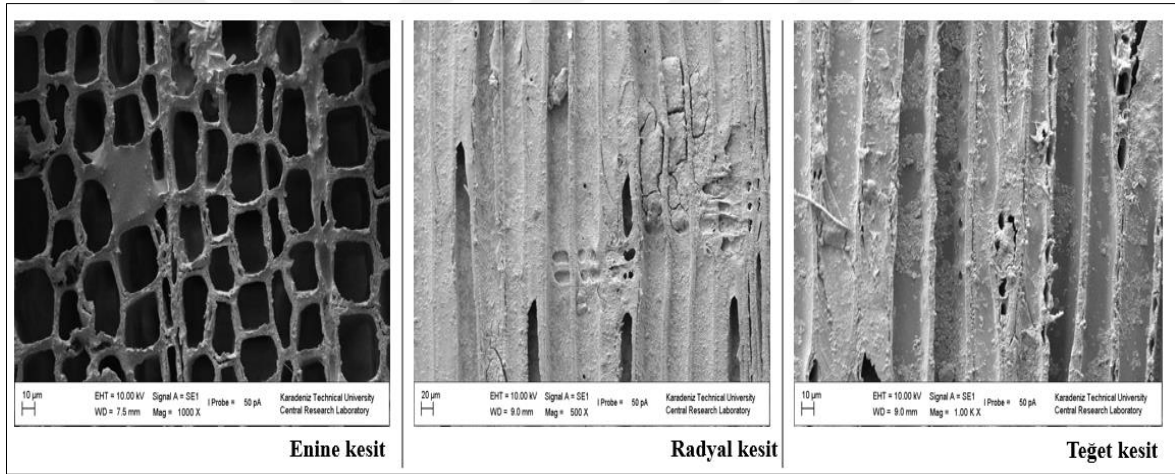 10 µm
EHT = 10.00 kV Signal A = SE1 I Probe = 50 pA Karadeniz Technical University
WD = 7.5 mm Mag = 1000 X Central Research Laboratory
Enine kesit
20 µm
EHT = 10.00 kV Signal A = SE1 I Probe = 50 pA Karadeniz Technical University
WD = 9.0 mm Mag = 500 X Central Research Laboratory
Radyal kesit
10 µm
EHT = 10.00 kV Signal A = SE1 I Probe = 50 pA Karadeniz Technical University
WD = 9.0 mm Mag = 1.00 K X Central Research Laboratory
Teğet kesit